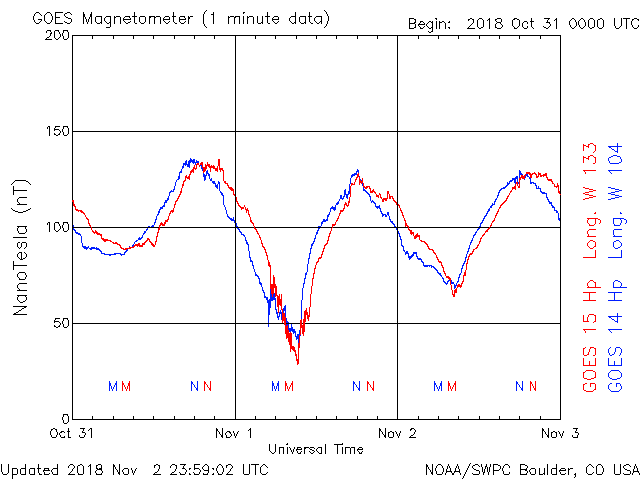 GOES Magnetometer (1 minute data)
Begin: 2018 Oct 31 0000 UTC
200
150
100
50
0
NanoTesla (nT)
M M N N M M N N M M N N
Oct 31 Nov 1 Nov 2 Nov 3
Universal Time
GOES 15 Hp Long. W 133
GOES 14 Hp Long. W 104
Updated 2018 Nov 2 23:59:02 UTC
NOAA/SWPC Boulder, CO USA